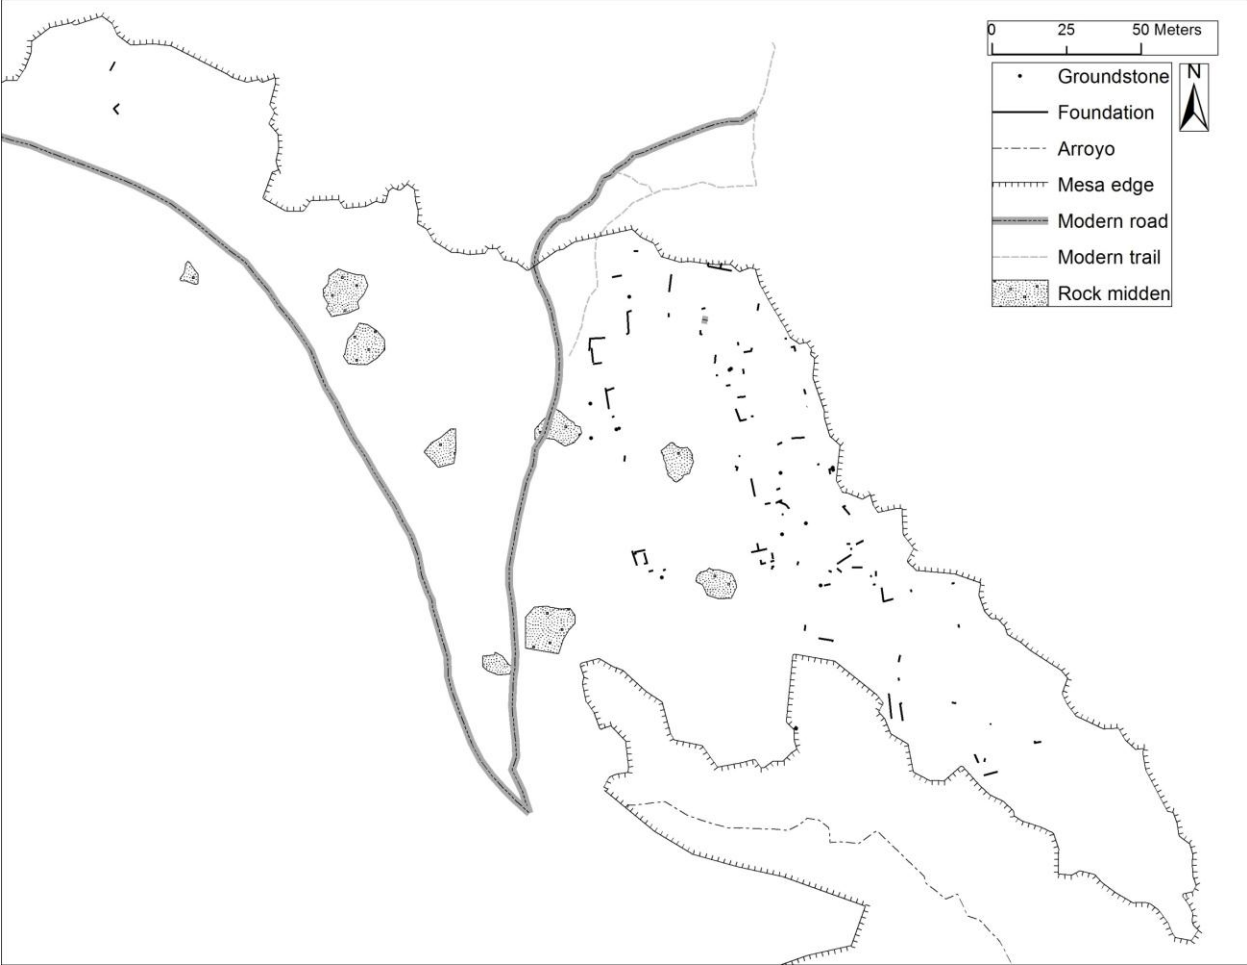 0 25 50 Meters
N
Groundstone
Foundation
Arroyo
Mesa edge
Modern road
Modern trail
Rock midden